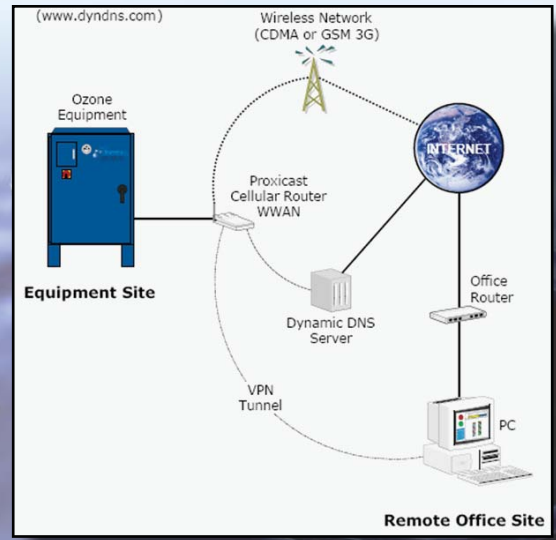 (www.dyndns.com)
Wireless Network
(CDMA or GSM 3G)
Ozone
Equipment
INTERNET
Proxicast
Cellular Router
WWAN
Equipment Site
Office
Router
Dynamic DNS
Server
VPN
Tunnel
PC
Remote Office Site